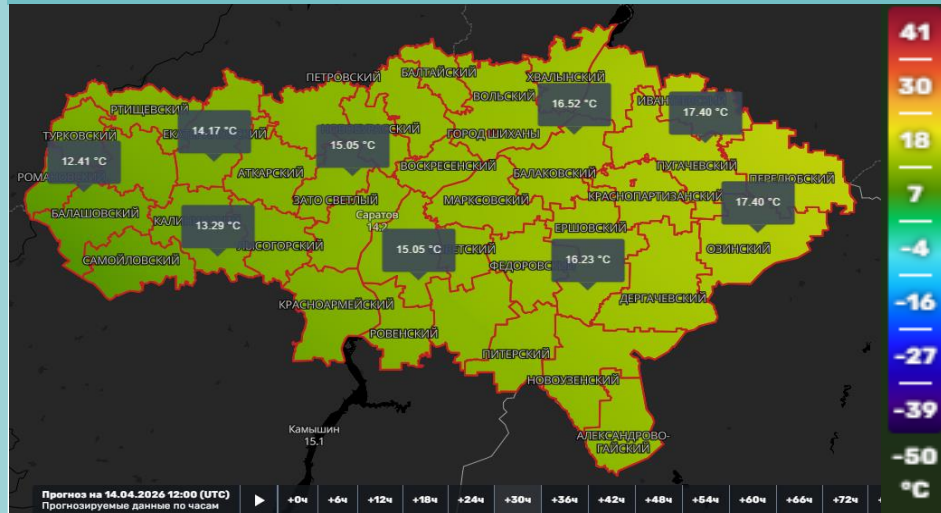 ПЕТРОВСКИЙ
БАЛТАЙСКИЙ
ХВАЛЫНСКИЙ
ВОЛЬСКИЙ
16.52 °C
17.40 °C
РТИЩЕВСКИЙ
14.17 °C
ТУРКОВСКИЙ
15.05 °C
ГОРОД ШИХАНЫ
12.41 °C
АТКАРСКИЙ
ВОСКРЕСЕНСКИЙ
БАЛАКОВСКИЙ
ПУГАЧЕВСКИЙ
ПЕРЕЛЮБСКИЙ
ЗАТО СВЕТЛЫЙ
МАРКСОВСКИЙ
КРАСНОПАРТИЗАНСКИЙ
17.40 °C
БАЛАШОВСКИЙ
13.29 °C
Саратов
14.2
ЕРШОВСКИЙ
ЛЫСОГОРСКИЙ
15.05 °C
16.23 °C
ОЗИНСКИЙ
САМОЙЛОВСКИЙ
КРАСНОАРМЕЙСКИЙ
ДЕРГАЧЕВСКИЙ
РОВЕНСКИЙ
ПИТЕРСКИЙ
НОВОУЗЕНСКИЙ
Камышин
15.1
АЛЕКСАНДРОВО-
ГАЙСКИЙ
Прогноз на 14.04.2026 12:00 (UTC)
Прогнозируемые данные по часам
+0ч +6ч +12ч +18ч +24ч +30ч +36ч +42ч +48ч +54ч +60ч +66ч +72ч
41
30
18
7
-4
-16
-27
-39
-50
°C